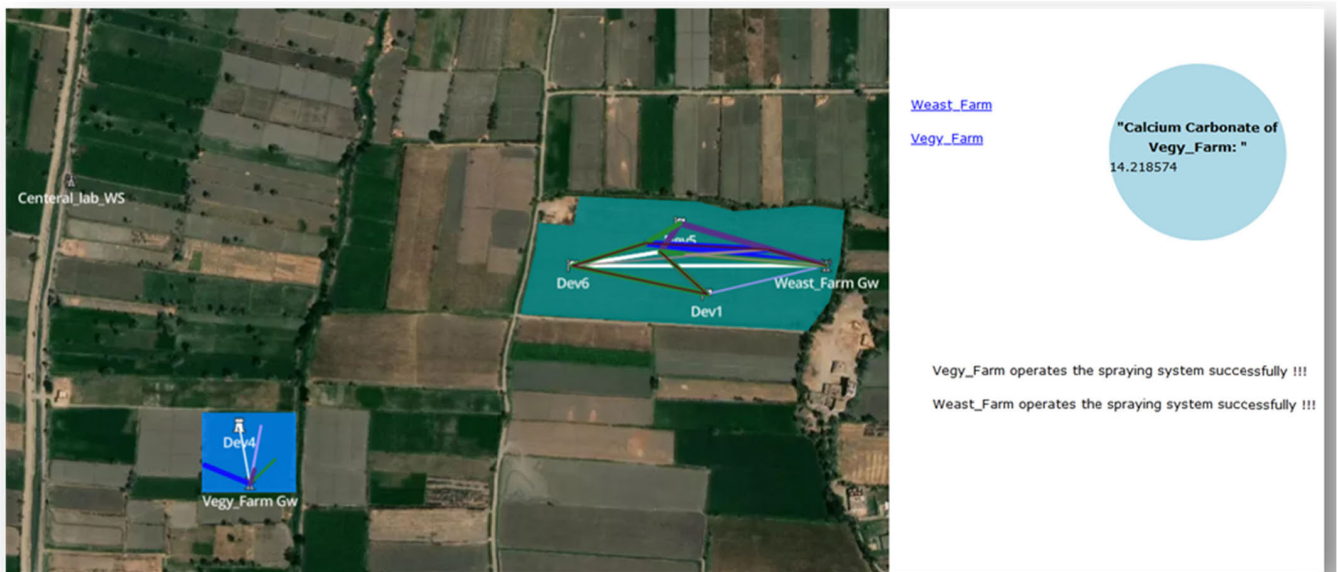 Weast_Farm
Vegy_Farm
"Calcium Carbonate of
Vegy_Farm: "
14.218574
Centeral_lab_WS
Dev6
Weast_Farm Gw
Dev1
Dev4
Vegy_Farm Gw
Vegy_Farm operates the spraying system successfully !!!
Weast_Farm operates the spraying system successfully !!!